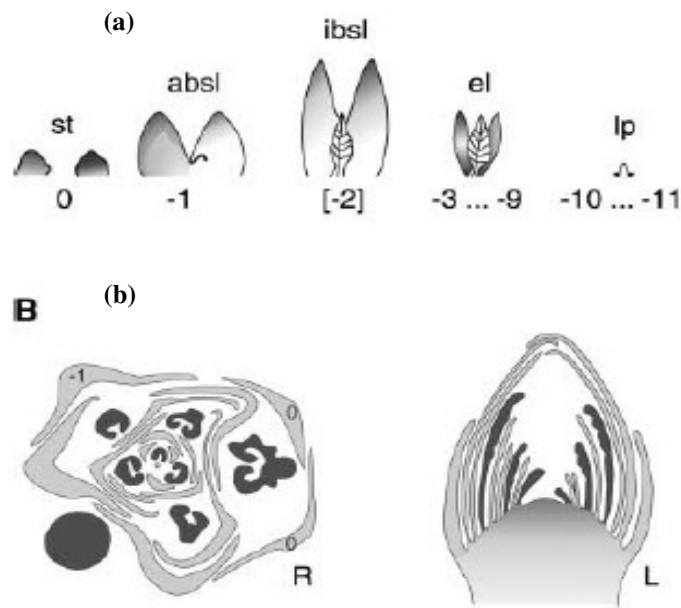 (a)
ibsl
absl
el
st
lp
0 -1 [-2] -3 ... -9 -10 ... -11
(b)
B
-1
0
0
R
L